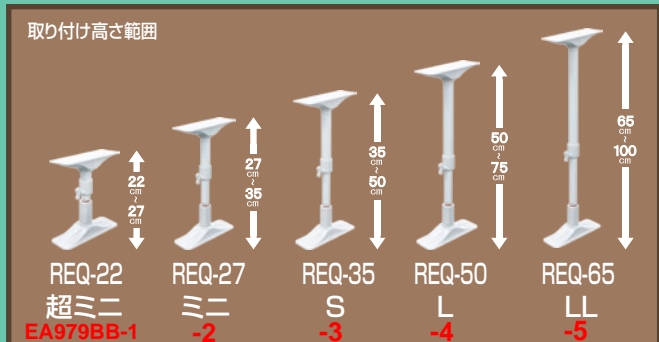 取り付け高さ範囲
22cm~27cm
27cm~35cm
35cm~50cm
50cm~75cm
65cm~100cm
REQ-22 REQ-27 REQ-35 REQ-50 REQ-65
超ミニ ミニ S L LL
EA979BB-1 -2 -3 -4 -5